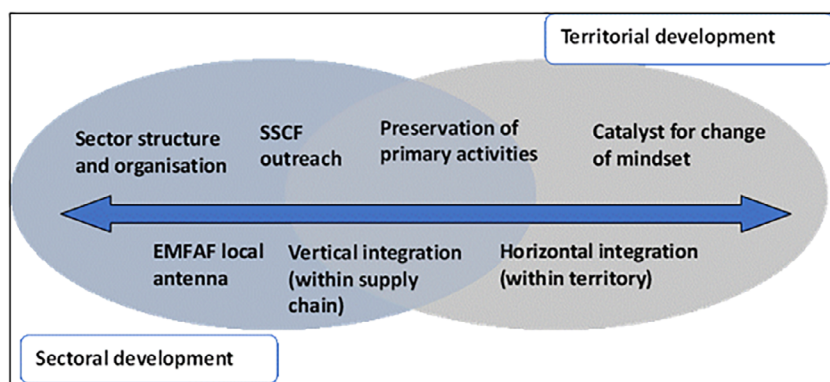 Territorial development
Sector structure
and organisation
SSCF
outreach
Preservation of
primary activities
Catalyst for change
of mindset
EMFAF local
antenna
Vertical integration
(within supply
chain)
Horizontal integration
(within territory)
Sectoral development